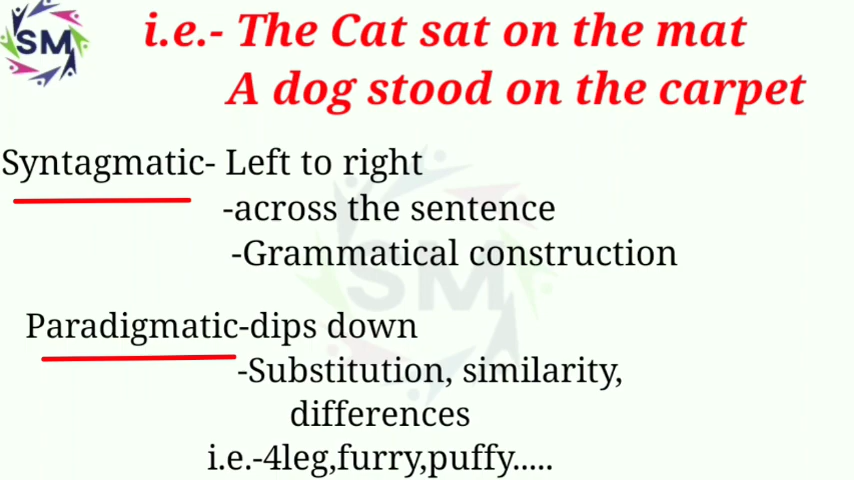 SM
i.e.- The Cat sat on the mat
A dog stood on the carpet
Syntagmatic- Left to right
-across the sentence
-Grammatical construction
SM
Paradigmatic-dips down
-Substitution, similarity,
differences
i.e.-4leg,furry,puffy.....